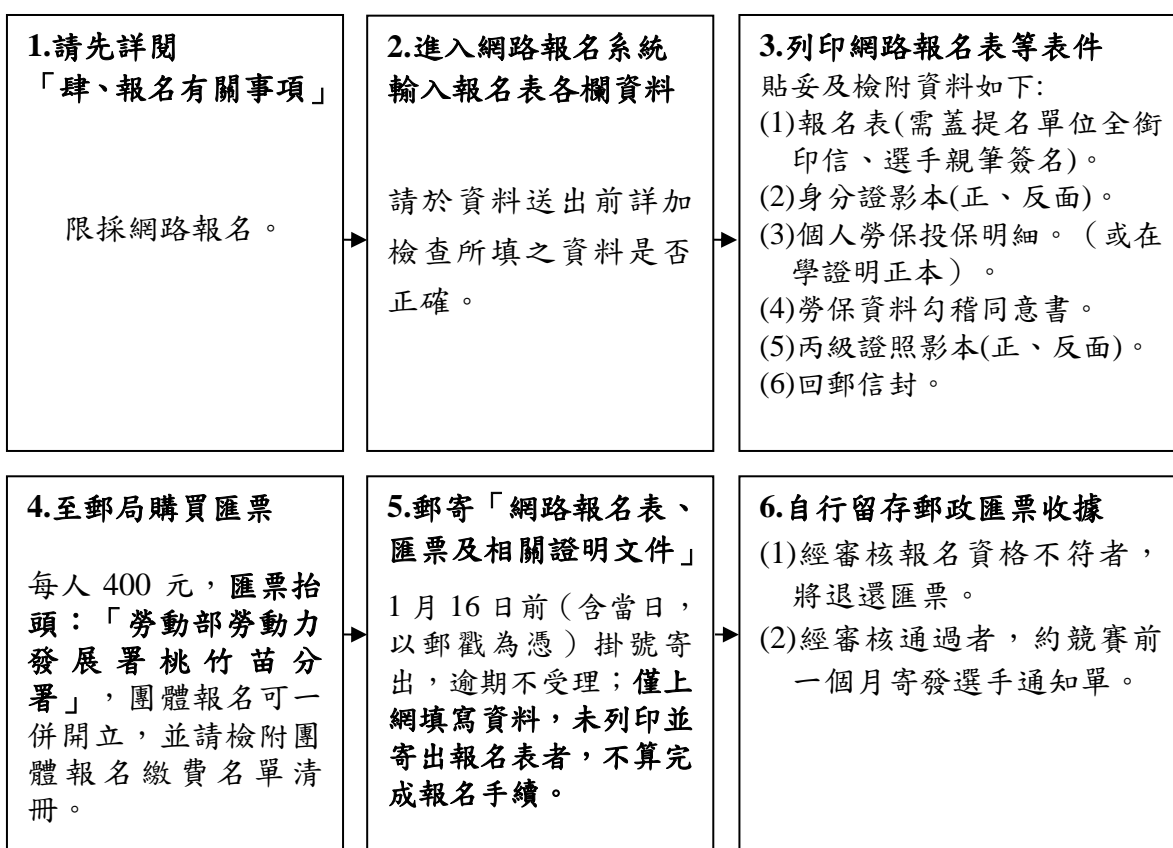 1.請先詳閱
「肆、報名有關事項」
限採網路報名。
2.進入網路報名系統
輸入報名表各欄資料
請於資料送出前詳加
檢查所填之資料是否
正確。
3.列印網路報名表等表件
貼妥及檢附資料如下:
(1)報名表(需蓋提名單位全銜
印信、選手親筆簽名)。
(2)身分證影本(正、反面)。
(3)個人勞保投保明細。（或在
學證明正本）。
(4)勞保資料勾稽同意書。
(5)丙級證照影本(正、反面)。
(6)回郵信封。
4.至郵局購買匯票
每人 400 元，匯票抬
頭：「勞動部勞動力
發展署桃竹苗分
署」，團體報名可一
併開立，並請檢附團
體報名繳費名單清
冊。
5.郵寄「網路報名表、
匯票及相關證明文件」
1 月 16 日前（含當日，
以郵戳為憑）掛號寄
出，逾期不受理；僅上
網填寫資料，未列印並
寄出報名表者，不算完
成報名手續。
6.自行留存郵政匯票收據
(1)經審核報名資格不符者，
將退還匯票。
(2)經審核通過者，約競賽前
一個月寄發選手通知單。